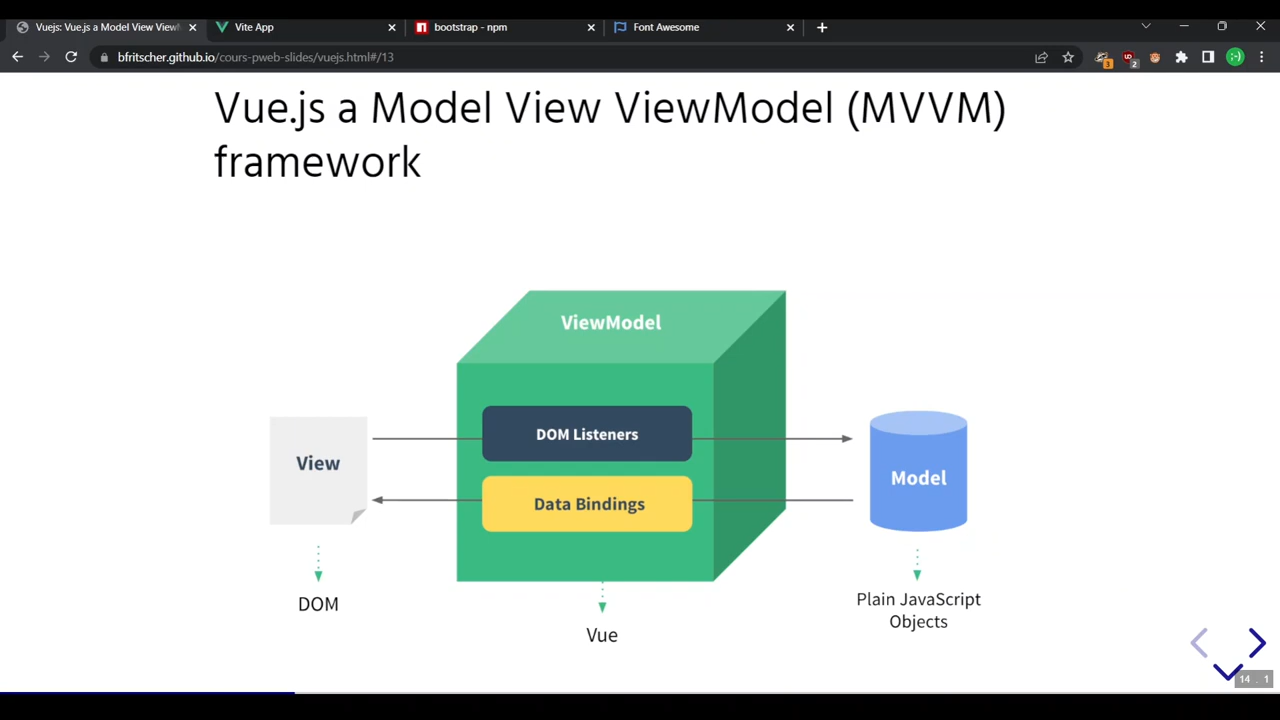 Vuejs: Vue.js a Model View View
Vite App
bootstrap - npm
Font Awesome
bfritscher.github.io/cours-pweb-slides/vuejs.html#/13
3
2
:-)
Vue.js a Model View ViewModel (MVVM)
framework
ViewModel
DOM Listeners
View
Model
Data Bindings
DOM
Plain JavaScript
Objects
Vue
14 . 1